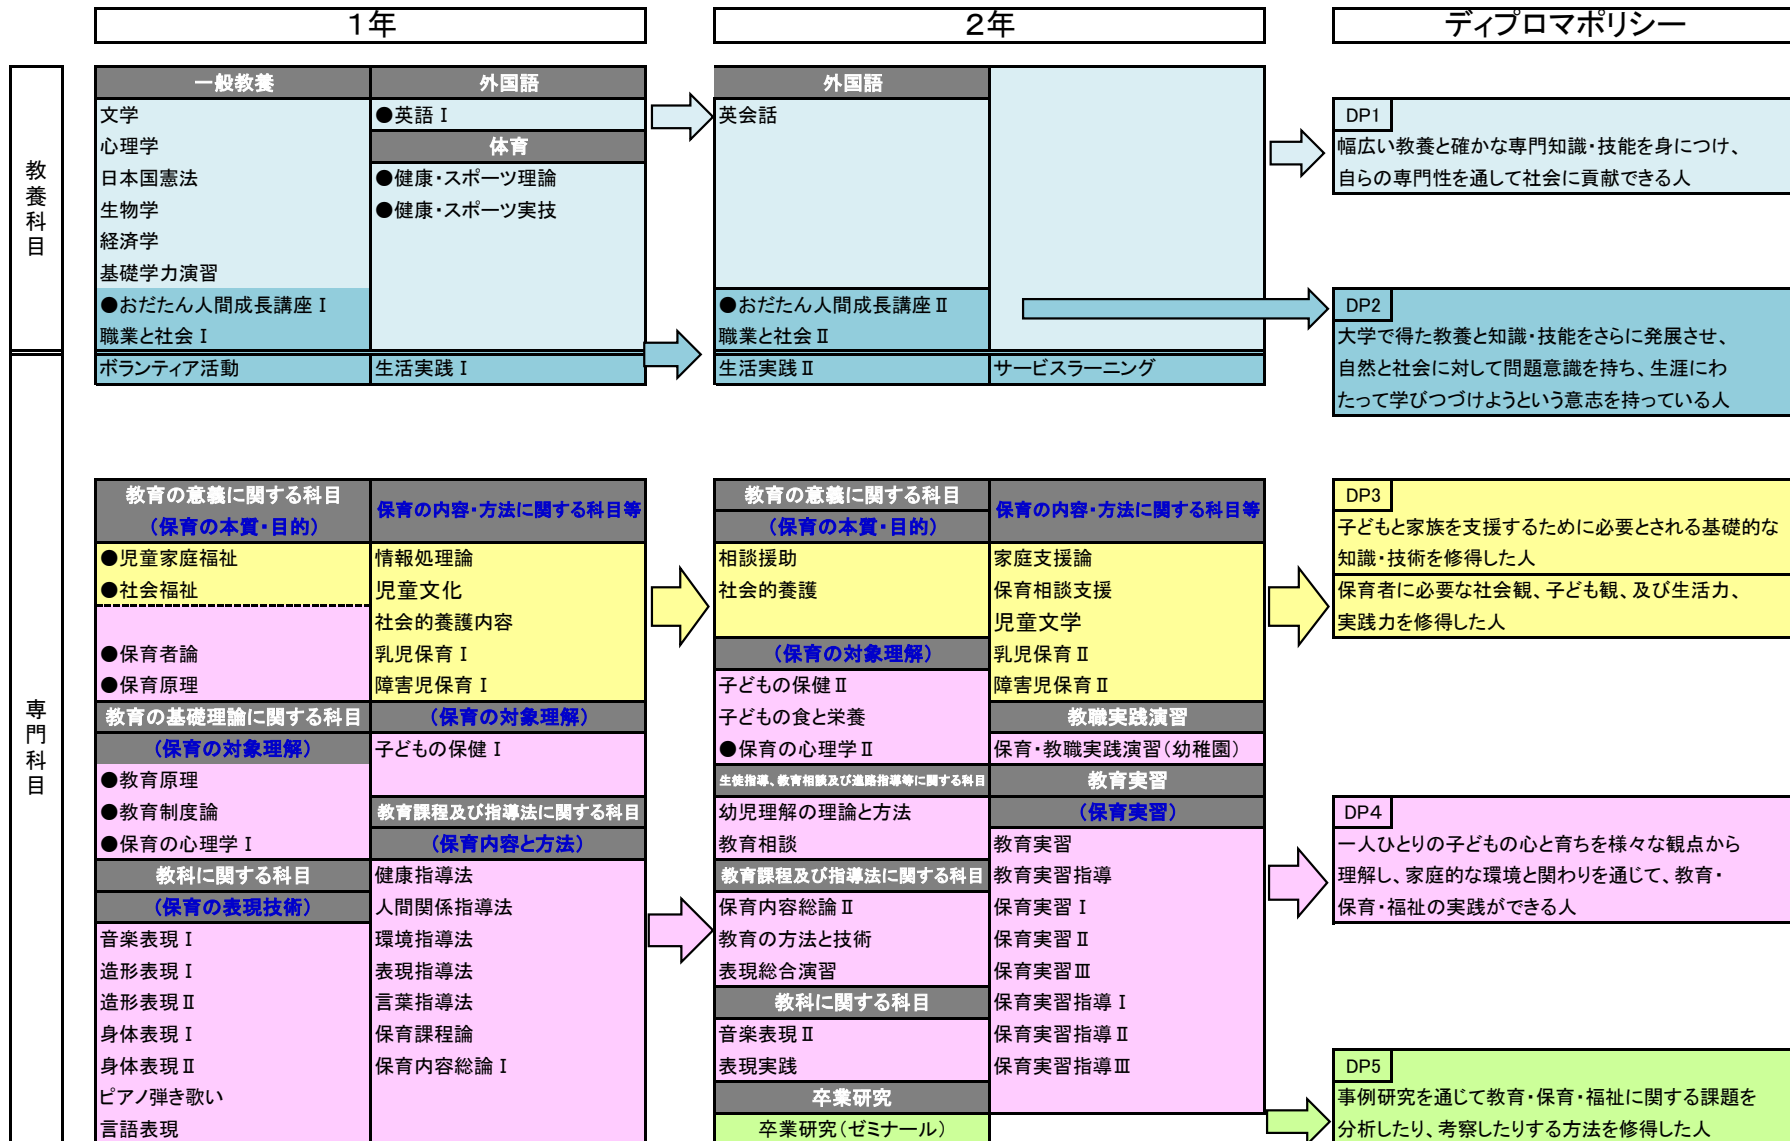 1年
2年
ディプロマポリシー
教養科目
一般教養
文学
心理学
日本国憲法
生物学
経済学
基礎学力演習
●おだたん人間成長講座Ⅰ
職業と社会Ⅰ
外国語
●英語Ⅰ
体育
●健康・スポーツ理論
●健康・スポーツ実技
外国語
英会話
●おだたん人間成長講座Ⅱ
職業と社会Ⅱ
DP1
幅広い教養と確かな専門知識・技能を身につけ、
自らの専門性を通して社会に貢献できる人
DP2
大学で得た教養と知識・技能をさらに発展させ、
自然と社会に対して問題意識を持ち、生涯にわ
たって学びつづけようという意志を持っている人
専門科目
ボランティア活動
生活実践Ⅰ
生活実践Ⅱ
サービスラーニング
教育の意義に関する科目
(保育の本質・目的)
●児童家庭福祉
●社会福祉
●保育者論
●保育原理
教育の基礎理論に関する科目
(保育の対象理解)
●教育原理
●教育制度論
●保育の心理学Ⅰ
教科に関する科目
(保育の表現技術)
音楽表現Ⅰ
造形表現Ⅰ
造形表現Ⅱ
身体表現Ⅰ
身体表現Ⅱ
ピアノ弾き歌い
言語表現
保育の内容・方法に関する科目等
情報処理論
児童文化
社会的養護内容
乳児保育Ⅰ
障害児保育Ⅰ
(保育の対象理解)
子どもの保健Ⅰ
教育課程及び指導法に関する科目
(保育内容と方法)
健康指導法
人間関係指導法
環境指導法
表現指導法
言葉指導法
保育課程論
保育内容総論Ⅰ
教育の意義に関する科目
(保育の本質・目的)
相談援助
社会的養護
(保育の対象理解)
子どもの保健Ⅱ
子どもの食と栄養
●保育の心理学Ⅱ
生徒指導、教育相談及び進路指導等に関する科目
幼児理解の理論と方法
教育相談
教育課程及び指導法に関する科目
保育内容総論Ⅱ
教育の方法と技術
表現総合演習
教科に関する科目
音楽表現Ⅱ
表現実践
卒業研究
卒業研究(ゼミナール)
保育の内容・方法に関する科目等
家庭支援論
保育相談支援
児童文学
乳児保育Ⅱ
障害児保育Ⅱ
教職実践演習
保育・教職実践演習(幼稚園)
教育実習
(保育実習)
教育実習
教育実習指導
保育実習Ⅰ
保育実習Ⅱ
保育実習Ⅲ
保育実習指導Ⅰ
保育実習指導Ⅱ
保育実習指導Ⅲ
DP3
子どもと家族を支援するために必要とされる基礎的な
知識・技術を修得した人
保育者に必要な社会観、子ども観、及び生活力、
実践力を修得した人
DP4
一人ひとりの子どもの心と育ちを様々な観点から
理解し、家庭的な環境と関わりを通じて、教育・
保育・福祉の実践ができる人
DP5
事例研究を通じて教育・保育・福祉に関する課題を
分析したり、考察したりする方法を修得した人